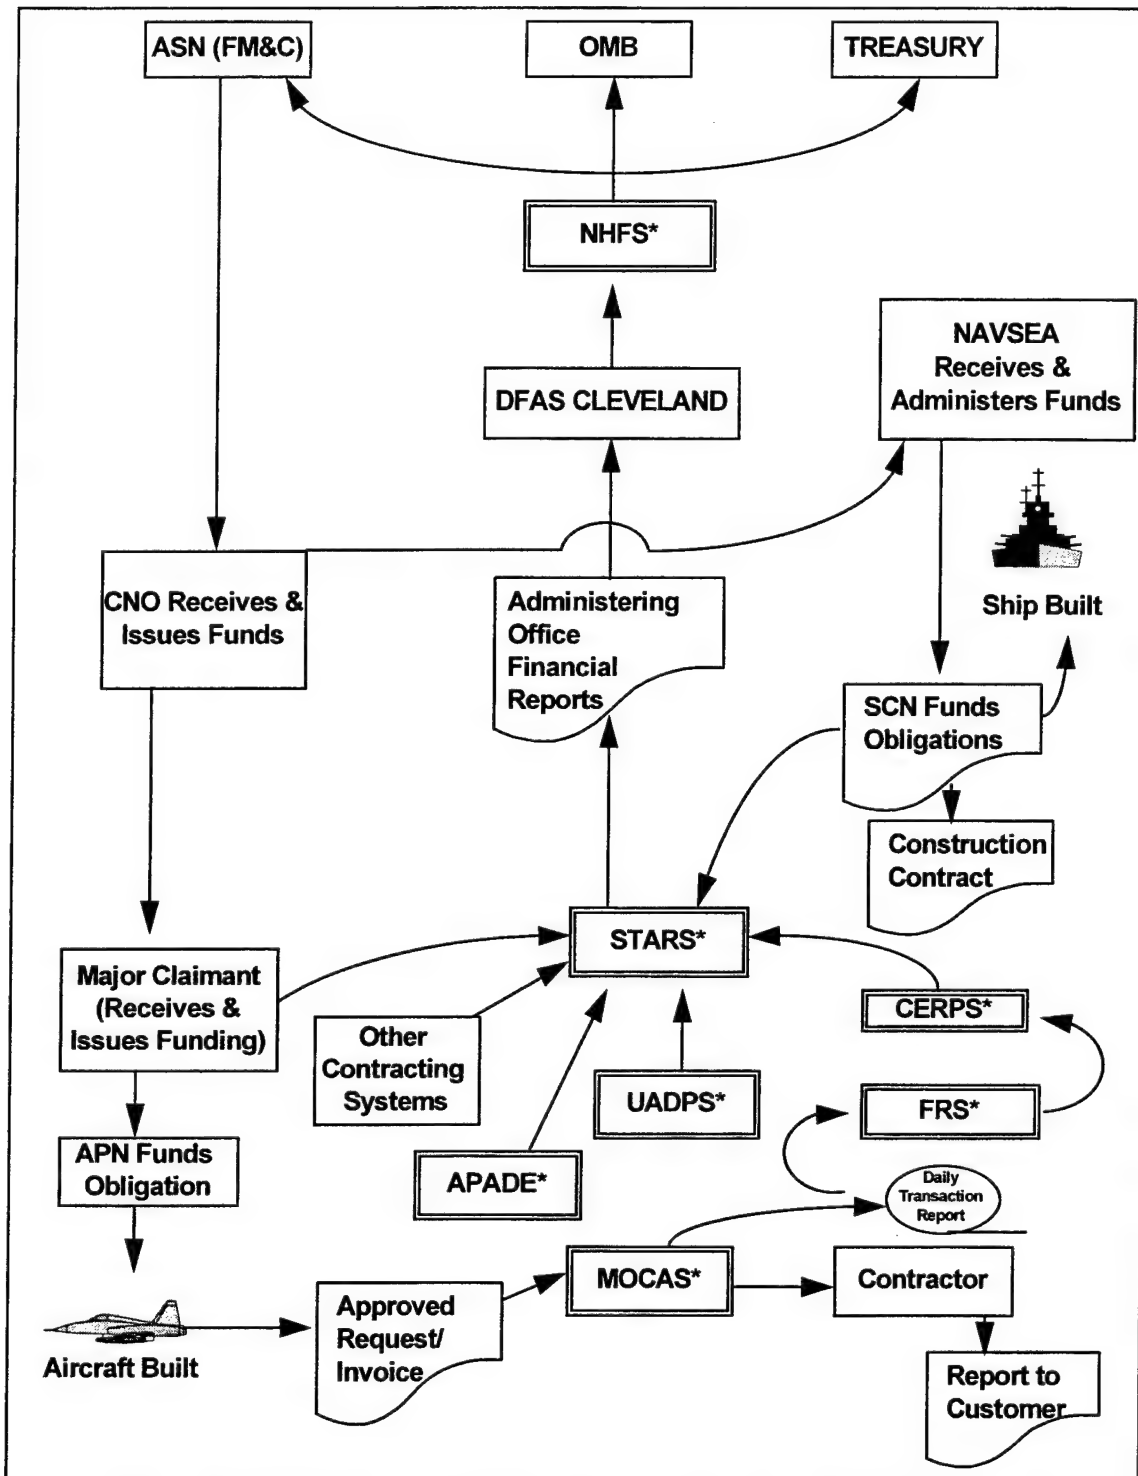 ASN (FM&C)
OMB
TREASURY
NHFS*
NAVSEA
Receives &
Administers Funds
DFAS CLEVELAND
CNO Receives &
Issues Funds
Administering
Office
Financial
Reports
Ship Built
SCN Funds
Obligations
Construction
Contract
STARS*
Major Claimant
(Receives &
Issues Funding)
Other
Contracting
Systems
CERPS*
UADPS*
FRS*
APN Funds
Obligation
APADE*
Daily
Transaction
Report
MOCAS*
Contractor
Approved
Request/
Invoice
Aircraft Built
Report to
Customer